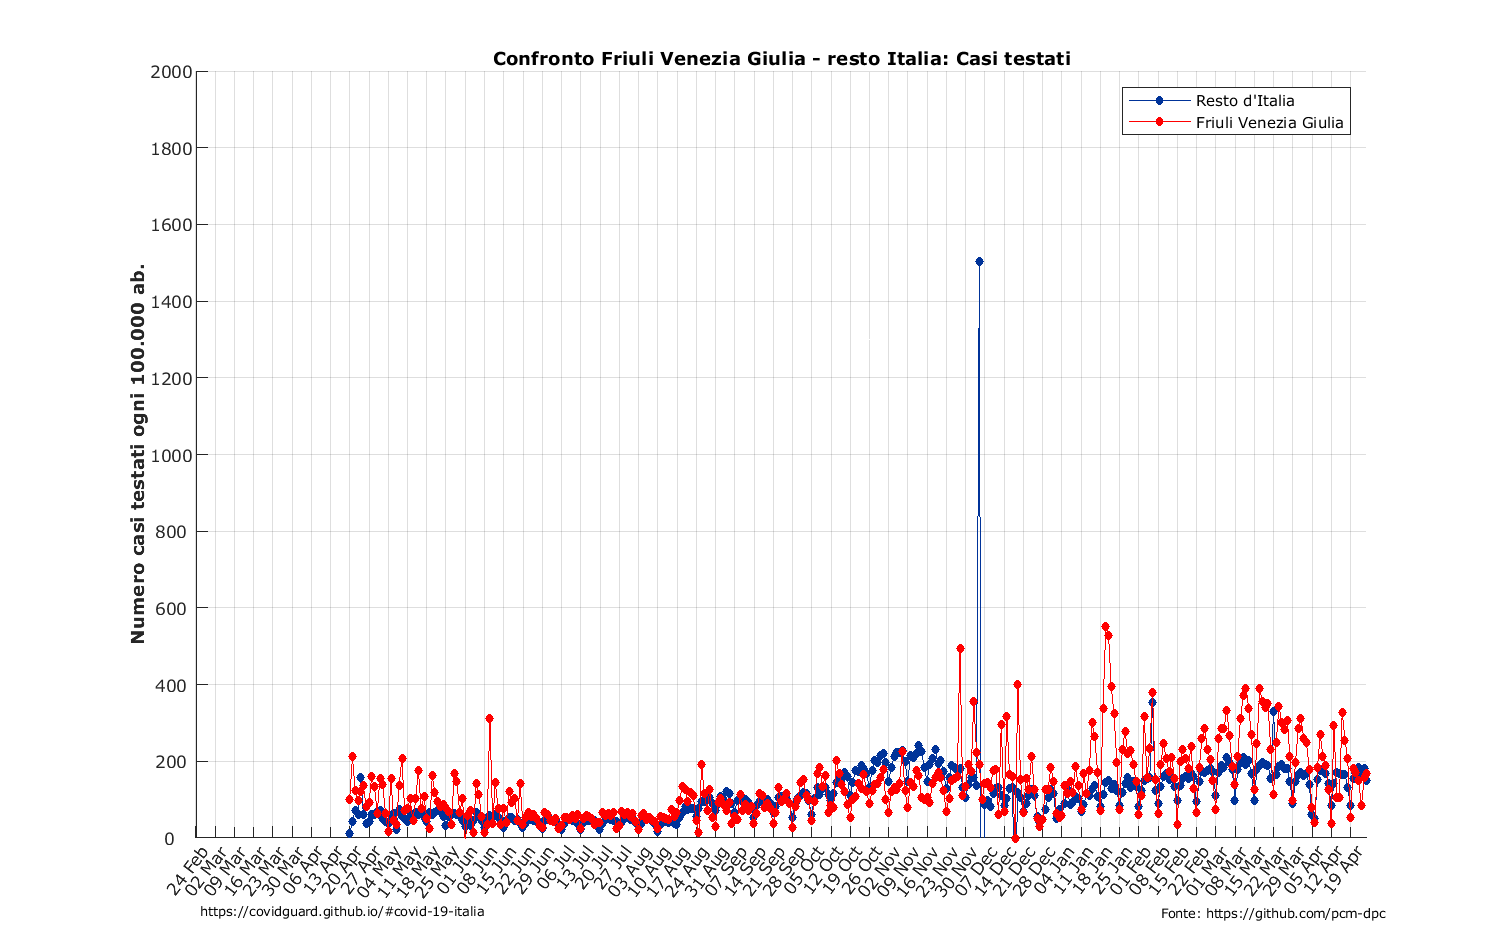 Confronto Friuli Venezia Giulia - resto Italia: Casi testati
Numero casi testati ogni 100.000 ab.
2000
1800
1600
1400
1200
1000
800
600
400
200
0
Resto d'Italia
Friuli Venezia Giulia
24 Feb
02 Mar
09 Mar
16 Mar
23 Mar
30 Mar
06 Apr
13 Apr
20 Apr
27 Apr
04 May
11 May
18 May
25 May
01 Jun
08 Jun
15 Jun
22 Jun
29 Jun
06 Jul
13 Jul
20 Jul
27 Jul
03 Aug
10 Aug
17 Aug
24 Aug
31 Aug
07 Sep
14 Sep
21 Sep
28 Sep
05 Oct
12 Oct
19 Oct
26 Oct
02 Nov
09 Nov
16 Nov
23 Nov
30 Nov
07 Dec
14 Dec
21 Dec
28 Dec
04 Jan
11 Jan
18 Jan
25 Jan
01 Feb
08 Feb
15 Feb
22 Feb
01 Mar
08 Mar
15 Mar
22 Mar
29 Mar
05 Apr
12 Apr
19 Apr
https://covidguard.github.io/#covid-19-italia
Fonte: https://github.com/pcm-dpc